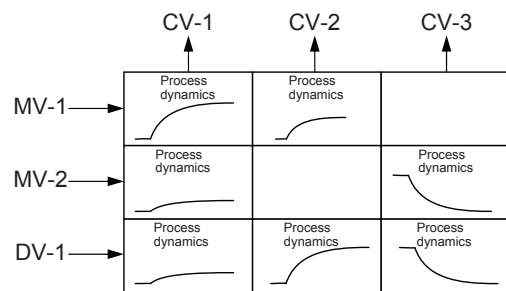 CV-1 CV-2 CV-3
MV-1
Process
dynamics
Process
dynamics
MV-2
Process
dynamics
Process
dynamics
DV-1
Process
dynamics
Process
dynamics
Process
dynamics